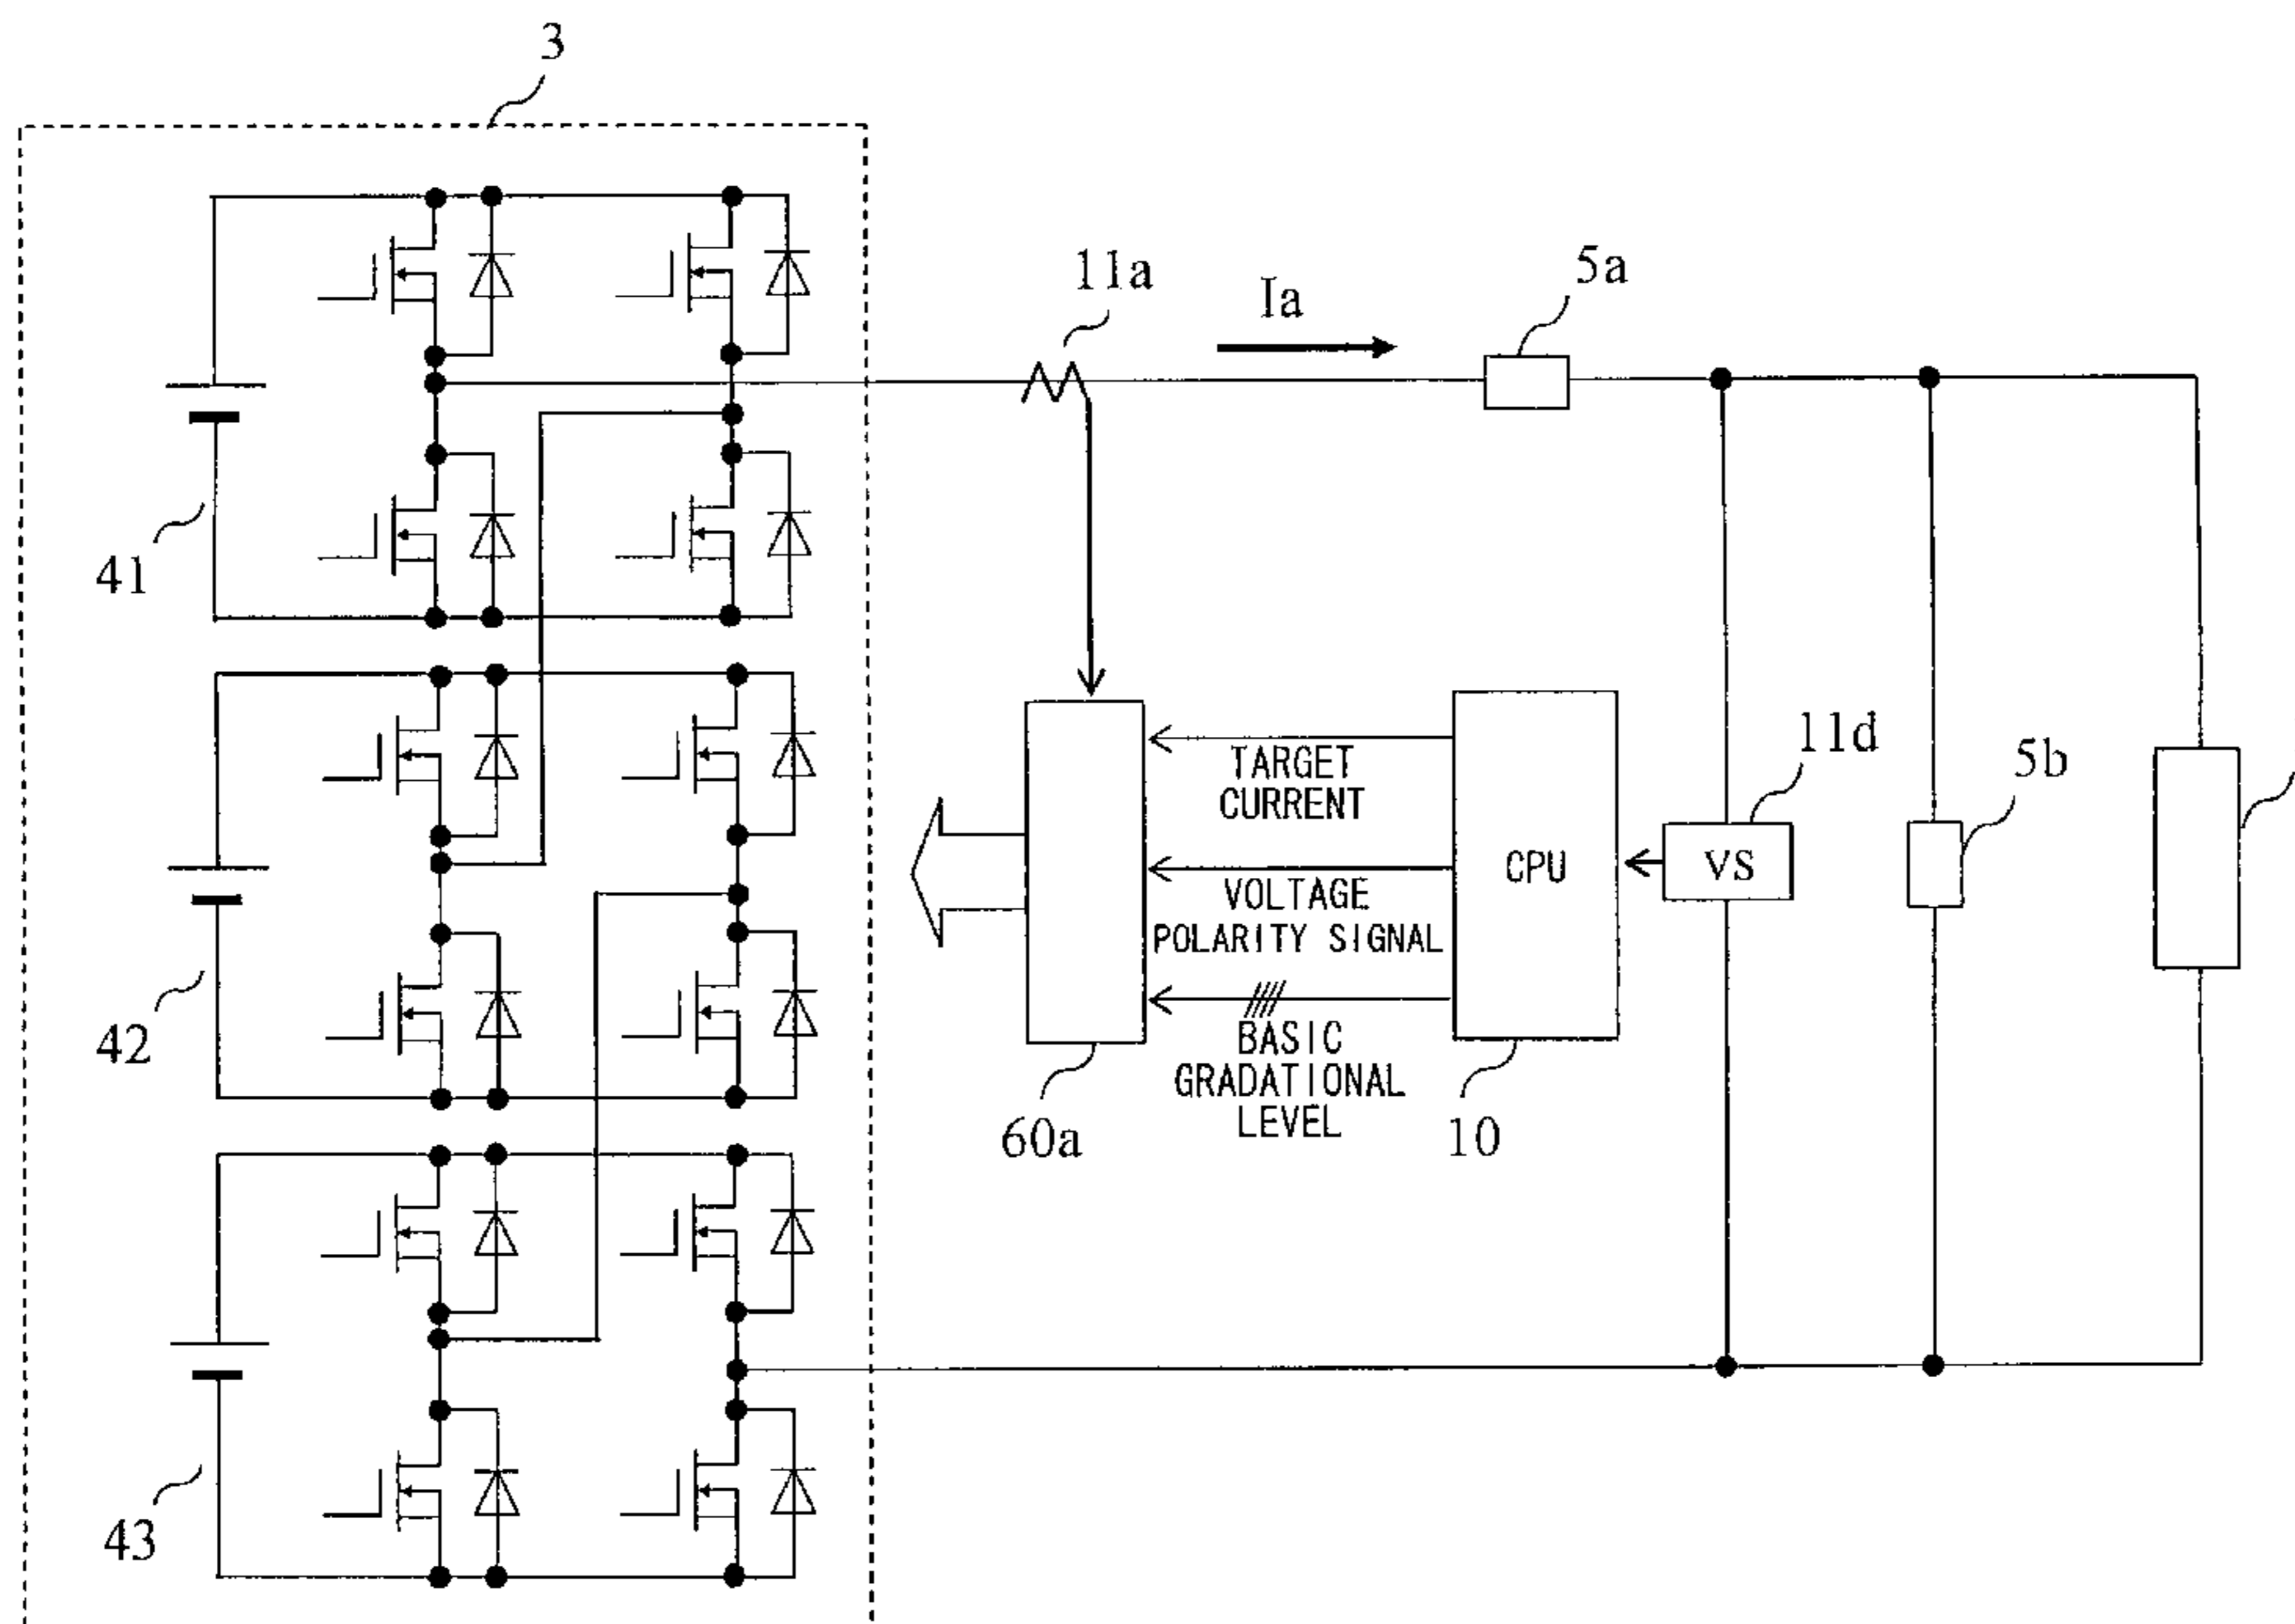 3
11a
Ia
5a
41
TARGET
CURRENT
VOLTAGE
POLARITY SIGNAL
BASIC
GRADATIONAL
LEVEL
CPU
VS
11d
5b
42
60a
10
43